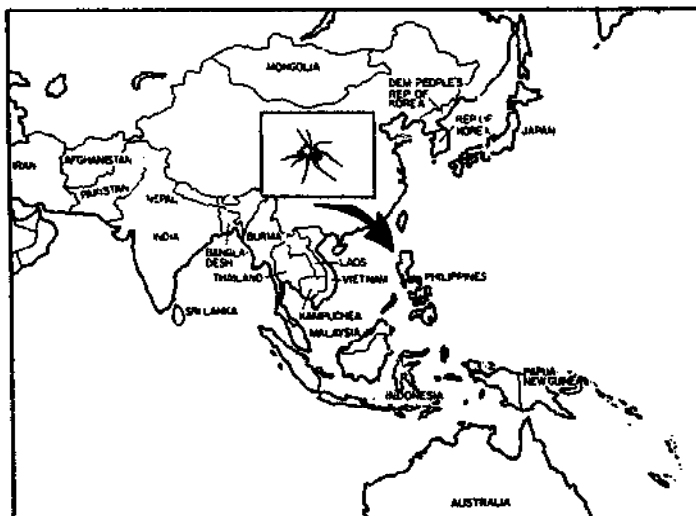 MONGOLIA
DEM PEOPLE'S
REP OF
KOREA
REP OF
KOREA
JAPAN
IRAN
AFGHANISTAN
PAKISTAN
NEPAL
INDIA
BURMA
BANGLA
DESH
LAOS
THAILAND
VIETNAM
PHILIPPINES
KAMPUCHEA
SRI LANKA
MALAYSIA
PAPUA
NEW GUINEA
INDONESIA
AUSTRALIA